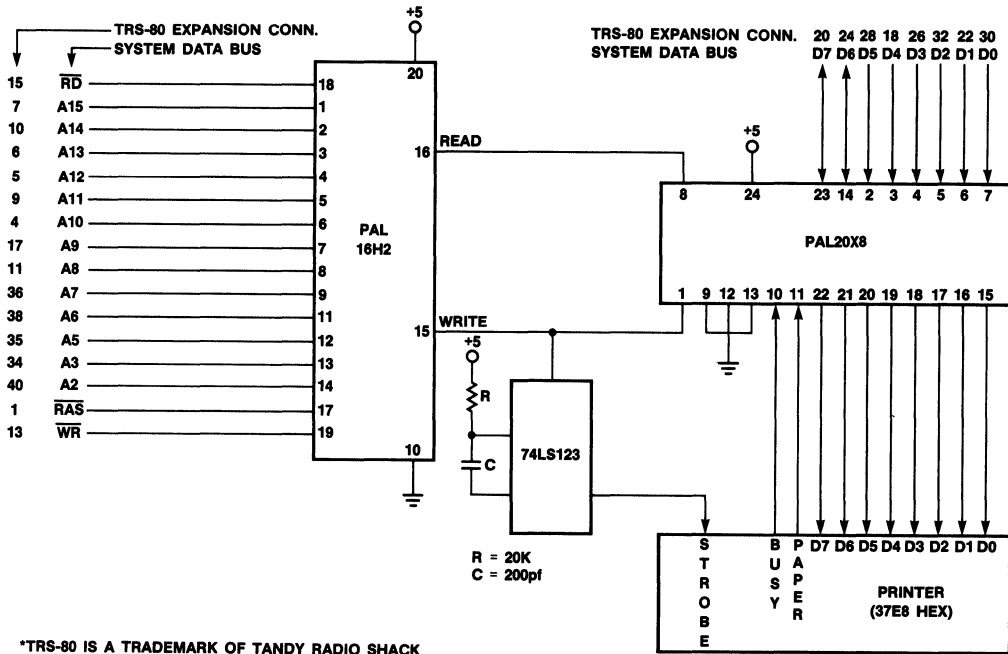 +5
TRS-80 EXPANSION CONN.
SYSTEM DATA BUS
15 RD 18
7 A15 1
10 A14 2
6 A13 3
5 A12 4
9 A11 5
4 A10 6
17 A9 7
11 A8 8
36 A7 9
38 A6 11
35 A5 12
34 A3 13
40 A2 14
1 RAS 17
13 WR 19
20
PAL
16H2
16
15
10
READ
WRITE
+5
R
C
74LS123
R = 20K
C = 200pf
TRS-80 EXPANSION CONN. 20 24 28 18 26 32 22 30
SYSTEM DATA BUS D7 D6 D5 D4 D3 D2 D1 D0
+5
8 24 23 14 2 3 4 5 6 7
PAL20X8
1 9 12 13 10 11 22 21 20 19 18 17 16 15
STROBE
BUSY
PAPER
D7 D6 D5 D4 D3 D2 D1 D0
PRINTER
(37E8 HEX)
*TRS-80 IS A TRADEMARK OF TANDY RADIO SHACK